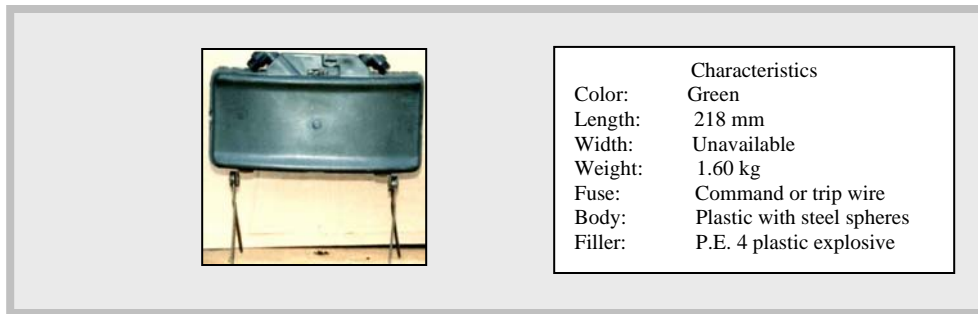 Characteristics
Color: Green
Length: 218 mm
Width: Unavailable
Weight: 1.60 kg
Fuse: Command or trip wire
Body: Plastic with steel spheres
Filler: P.E. 4 plastic explosive